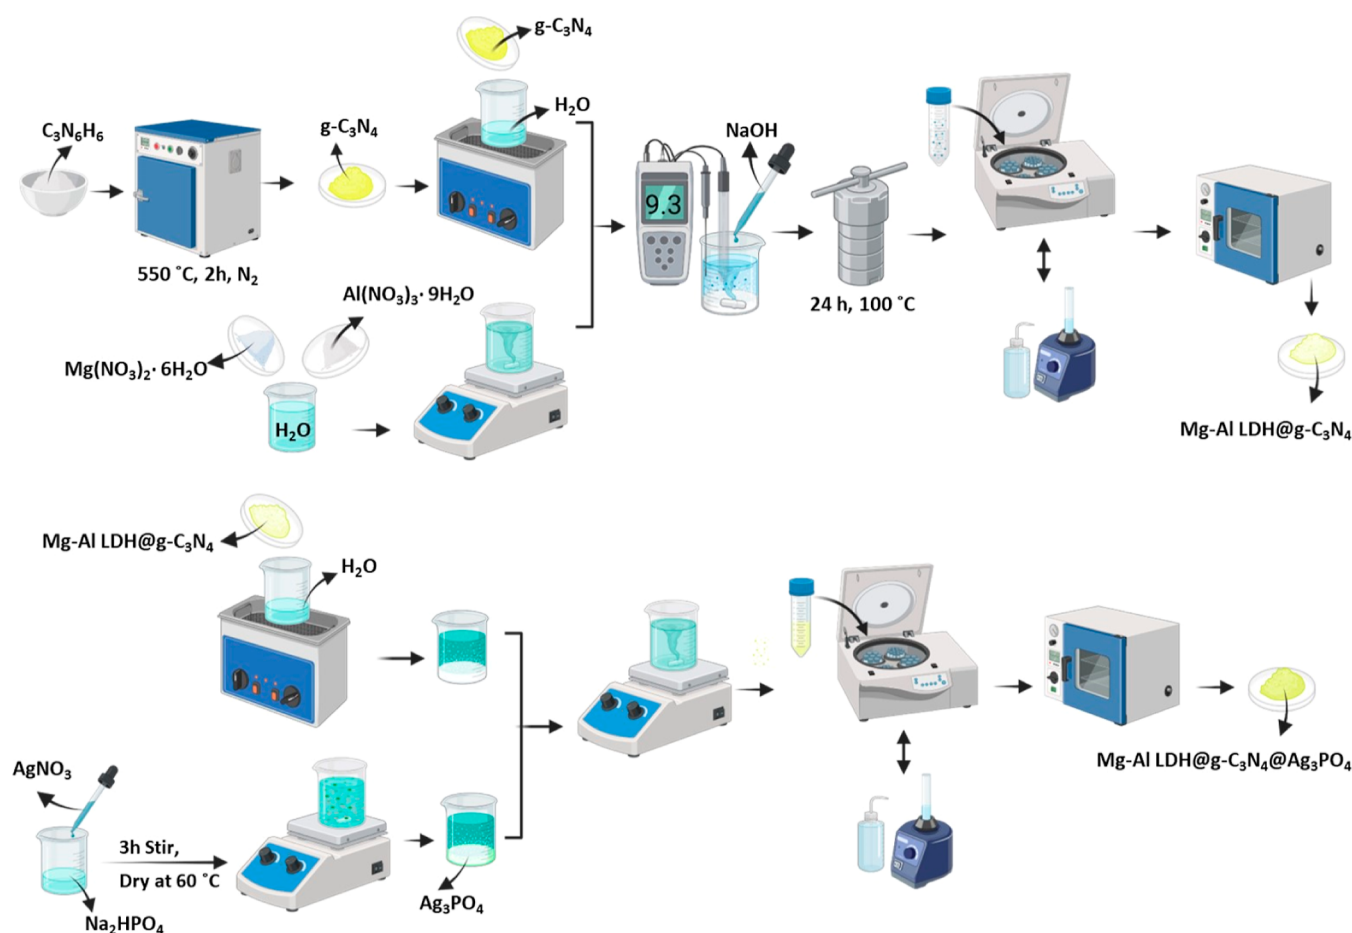 g-C₃N₄
H₂O
C₃N₆H₆
g-C₃N₄
550 ˚C, 2h, N₂
NaOH
9.3
24 h, 100 ˚C
Al(NO₃)₃· 9H₂O
Mg(NO₃)₂· 6H₂O
H₂O
Mg-Al LDH@g-C₃N₄
Mg-Al LDH@g-C₃N₄
H₂O
AgNO₃
3h Stir,
Dry at 60 ˚C
Na₂HPO₄
Ag₃PO₄
Mg-Al LDH@g-C₃N₄@Ag₃PO₄